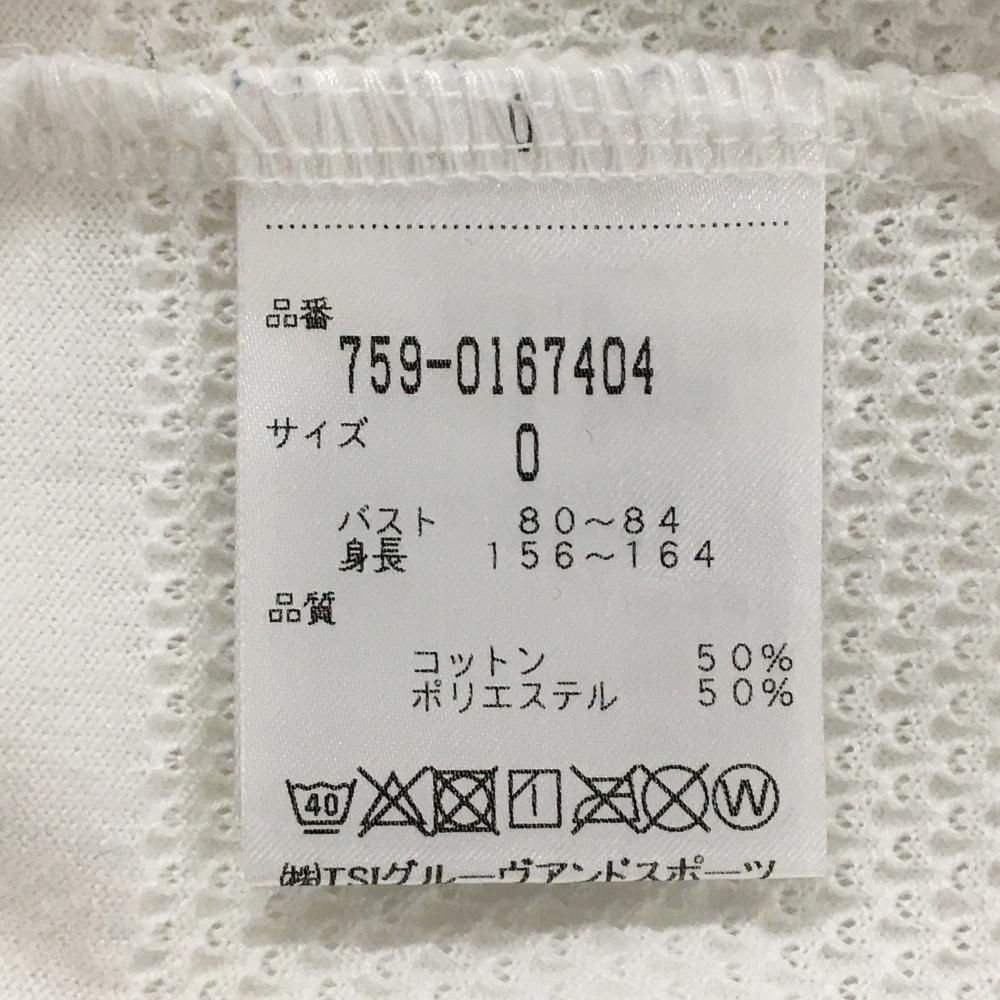 0
品番
759-0167404
サイズ 0
バスト 80～84
身長 156～164
品質
コットン 50%
ポリエステル 50%
40 W
㈱TSIグルーヴアンドスポーツ